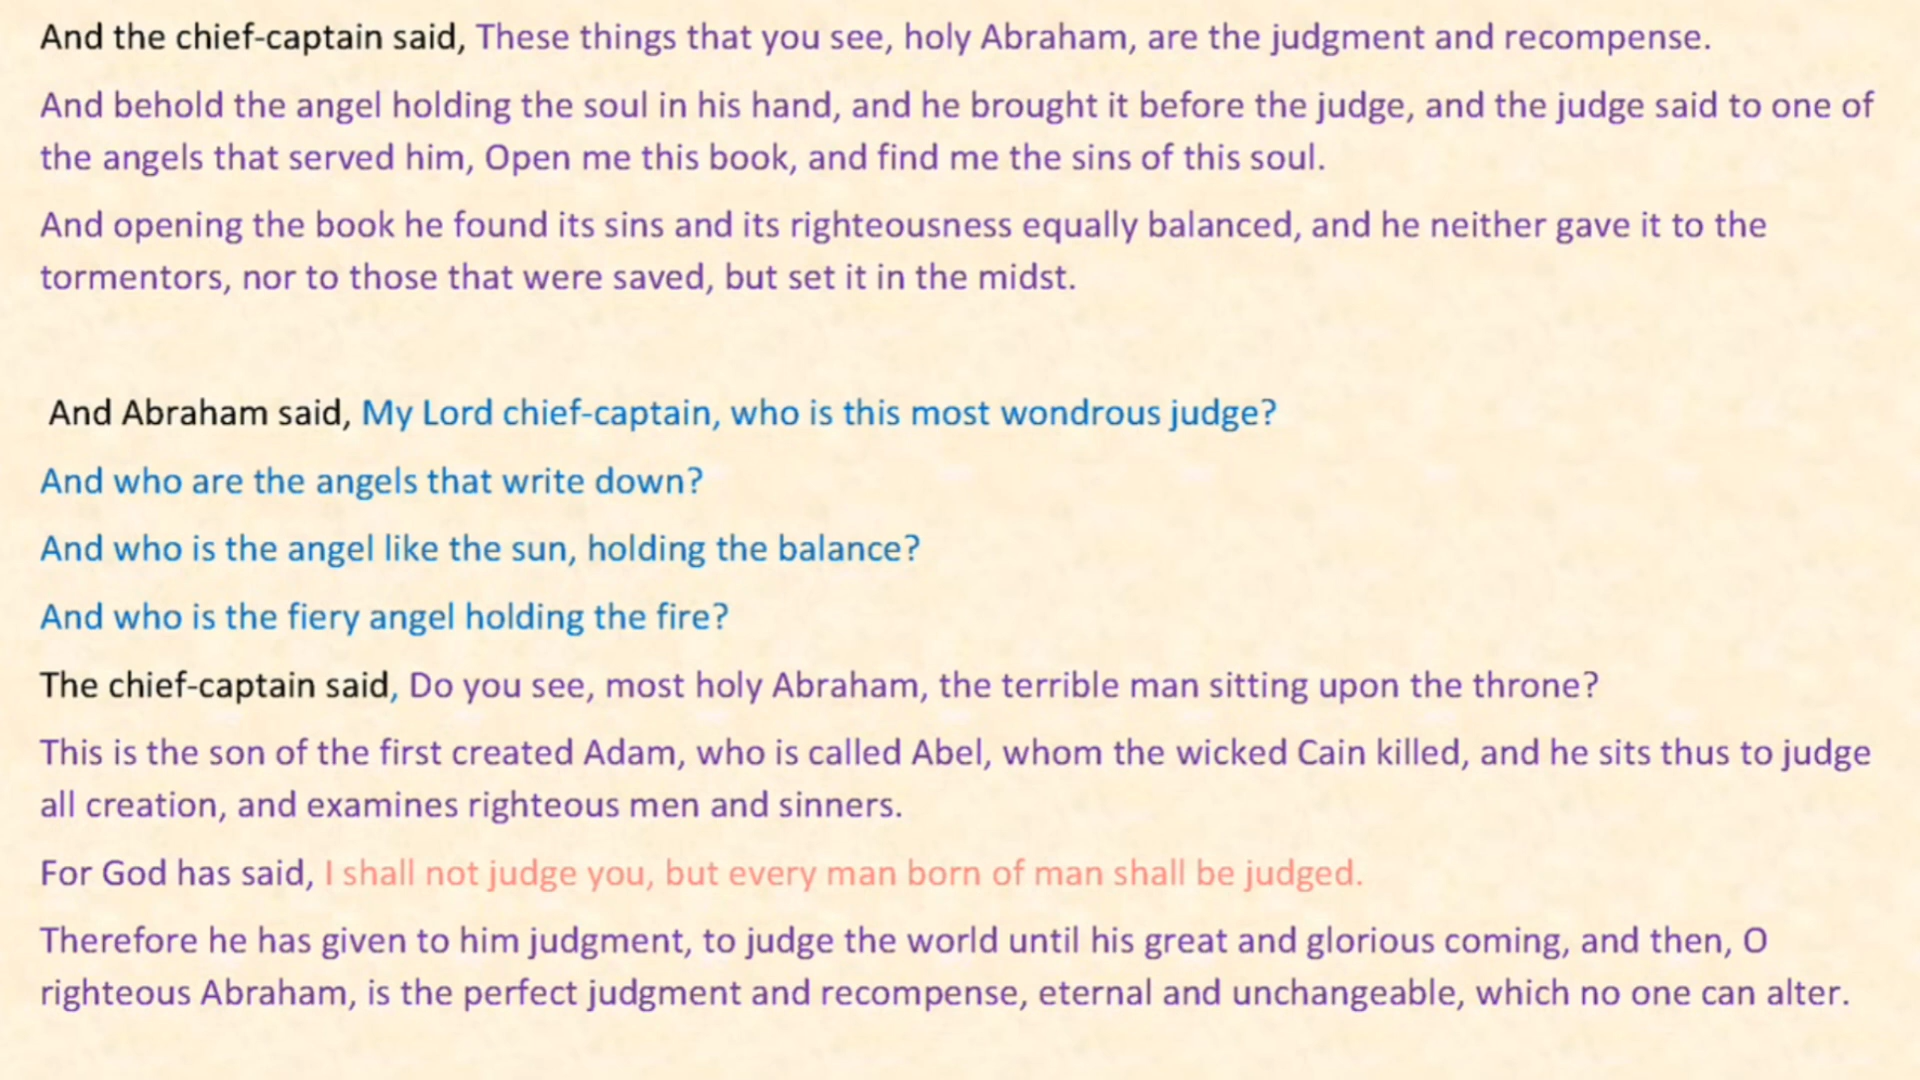 And the chief-captain said, These things that you see, holy Abraham, are the judgment and recompense.
And behold the angel holding the soul in his hand, and he brought it before the judge, and the judge said to one of
the angels that served him, Open me this book, and find me the sins of this soul.
And opening the book he found its sins and its righteousness equally balanced, and he neither gave it to the
tormentors, nor to those that were saved, but set it in the midst.
And Abraham said, My Lord chief-captain, who is this most wondrous judge?
And who are the angels that write down?
And who is the angel like the sun, holding the balance?
And who is the fiery angel holding the fire?
The chief-captain said, Do you see, most holy Abraham, the terrible man sitting upon the throne?
This is the son of the first created Adam, who is called Abel, whom the wicked Cain killed, and he sits thus to judge
all creation, and examines righteous men and sinners.
For God has said, I shall not judge you, but every man born of man shall be judged.
Therefore he has given to him judgment, to judge the world until his great and glorious coming, and then, O
righteous Abraham, is the perfect judgment and recompense, eternal and unchangeable, which no one can alter.